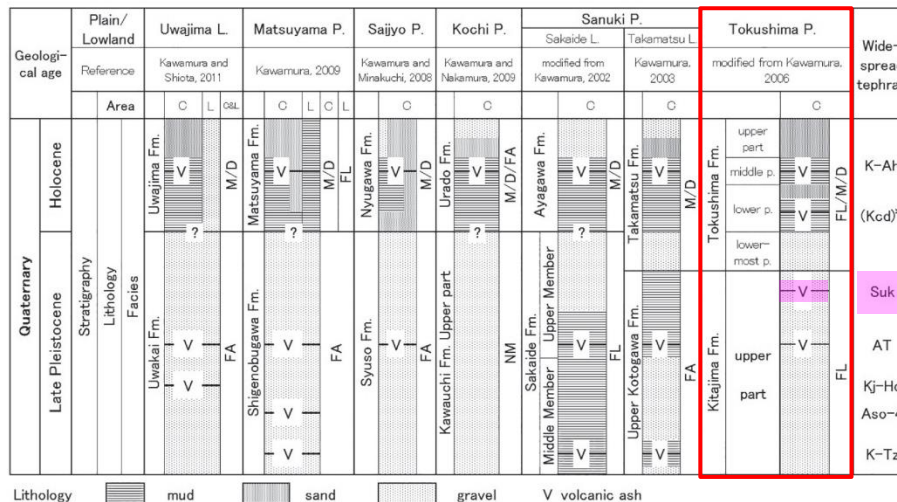 Geologi-
cal age
Plain/
Lowland
Reference
Area
Uwajima L.
Kawamura and
Shiota, 2011
C L C&L
Matsuyama P.
Kawamura, 2009
C L C L
Saijyo P.
Kawamura and
Minakuchi, 2008
C
Kochi P.
Kawamura and
Nakamura, 2009
C
Sanuki P.
Sakaide L.
modified from
Kawamura, 2002
C
Takamatsu L.
Kawamura,
2003
C
Tokushima P.
modified from Kawamura,
2006
C
Wide-
spread
tephra
Quaternary
Holocene
Late Pleistocene
Stratigraphy
Lithology
Facies
Uwajima Fm.
V
M/D
?
Uwakai Fm.
V
V
FA
Matsuyama Fm.
V
M/D
FL
?
Shigenobugawa Fm.
V
V
V
FA
Nyugawa Fm.
V
M/D
Syuso Fm.
V
FA
Urado Fm.
V
M/D/FA
?
Kawauchi Fm. Upper part
NM
Ayagawa Fm.
V
M/D
?
Sakaide Fm.
Upper Member
Middle Member
V
V
FL
Takamatsu Fm.
V
M/D
Upper Kotogawa Fm.
V
V
FA
Tokushima Fm.
upper
part
middle p.
lower p.
lower-
most p.
V
V
FL/M/D
Kitajima Fm.
upper
part
V
V
FL
K-Ah
(Kcd)
Suk
AT
Kj-Ho
Aso-4
K-Tz
Lithology mud sand gravel V volcanic ash